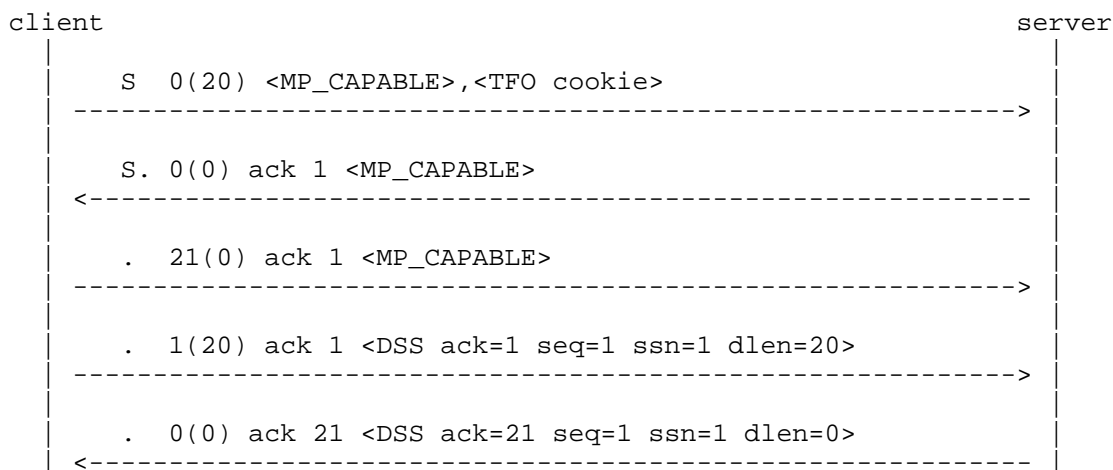 client server
S 0(20) <MP_CAPABLE>,<TFO cookie>
S. 0(0) ack 1 <MP_CAPABLE>
. 21(0) ack 1 <MP_CAPABLE>
. 1(20) ack 1 <DSS ack=1 seq=1 ssn=1 dlen=20>
. 0(0) ack 21 <DSS ack=21 seq=1 ssn=1 dlen=0>